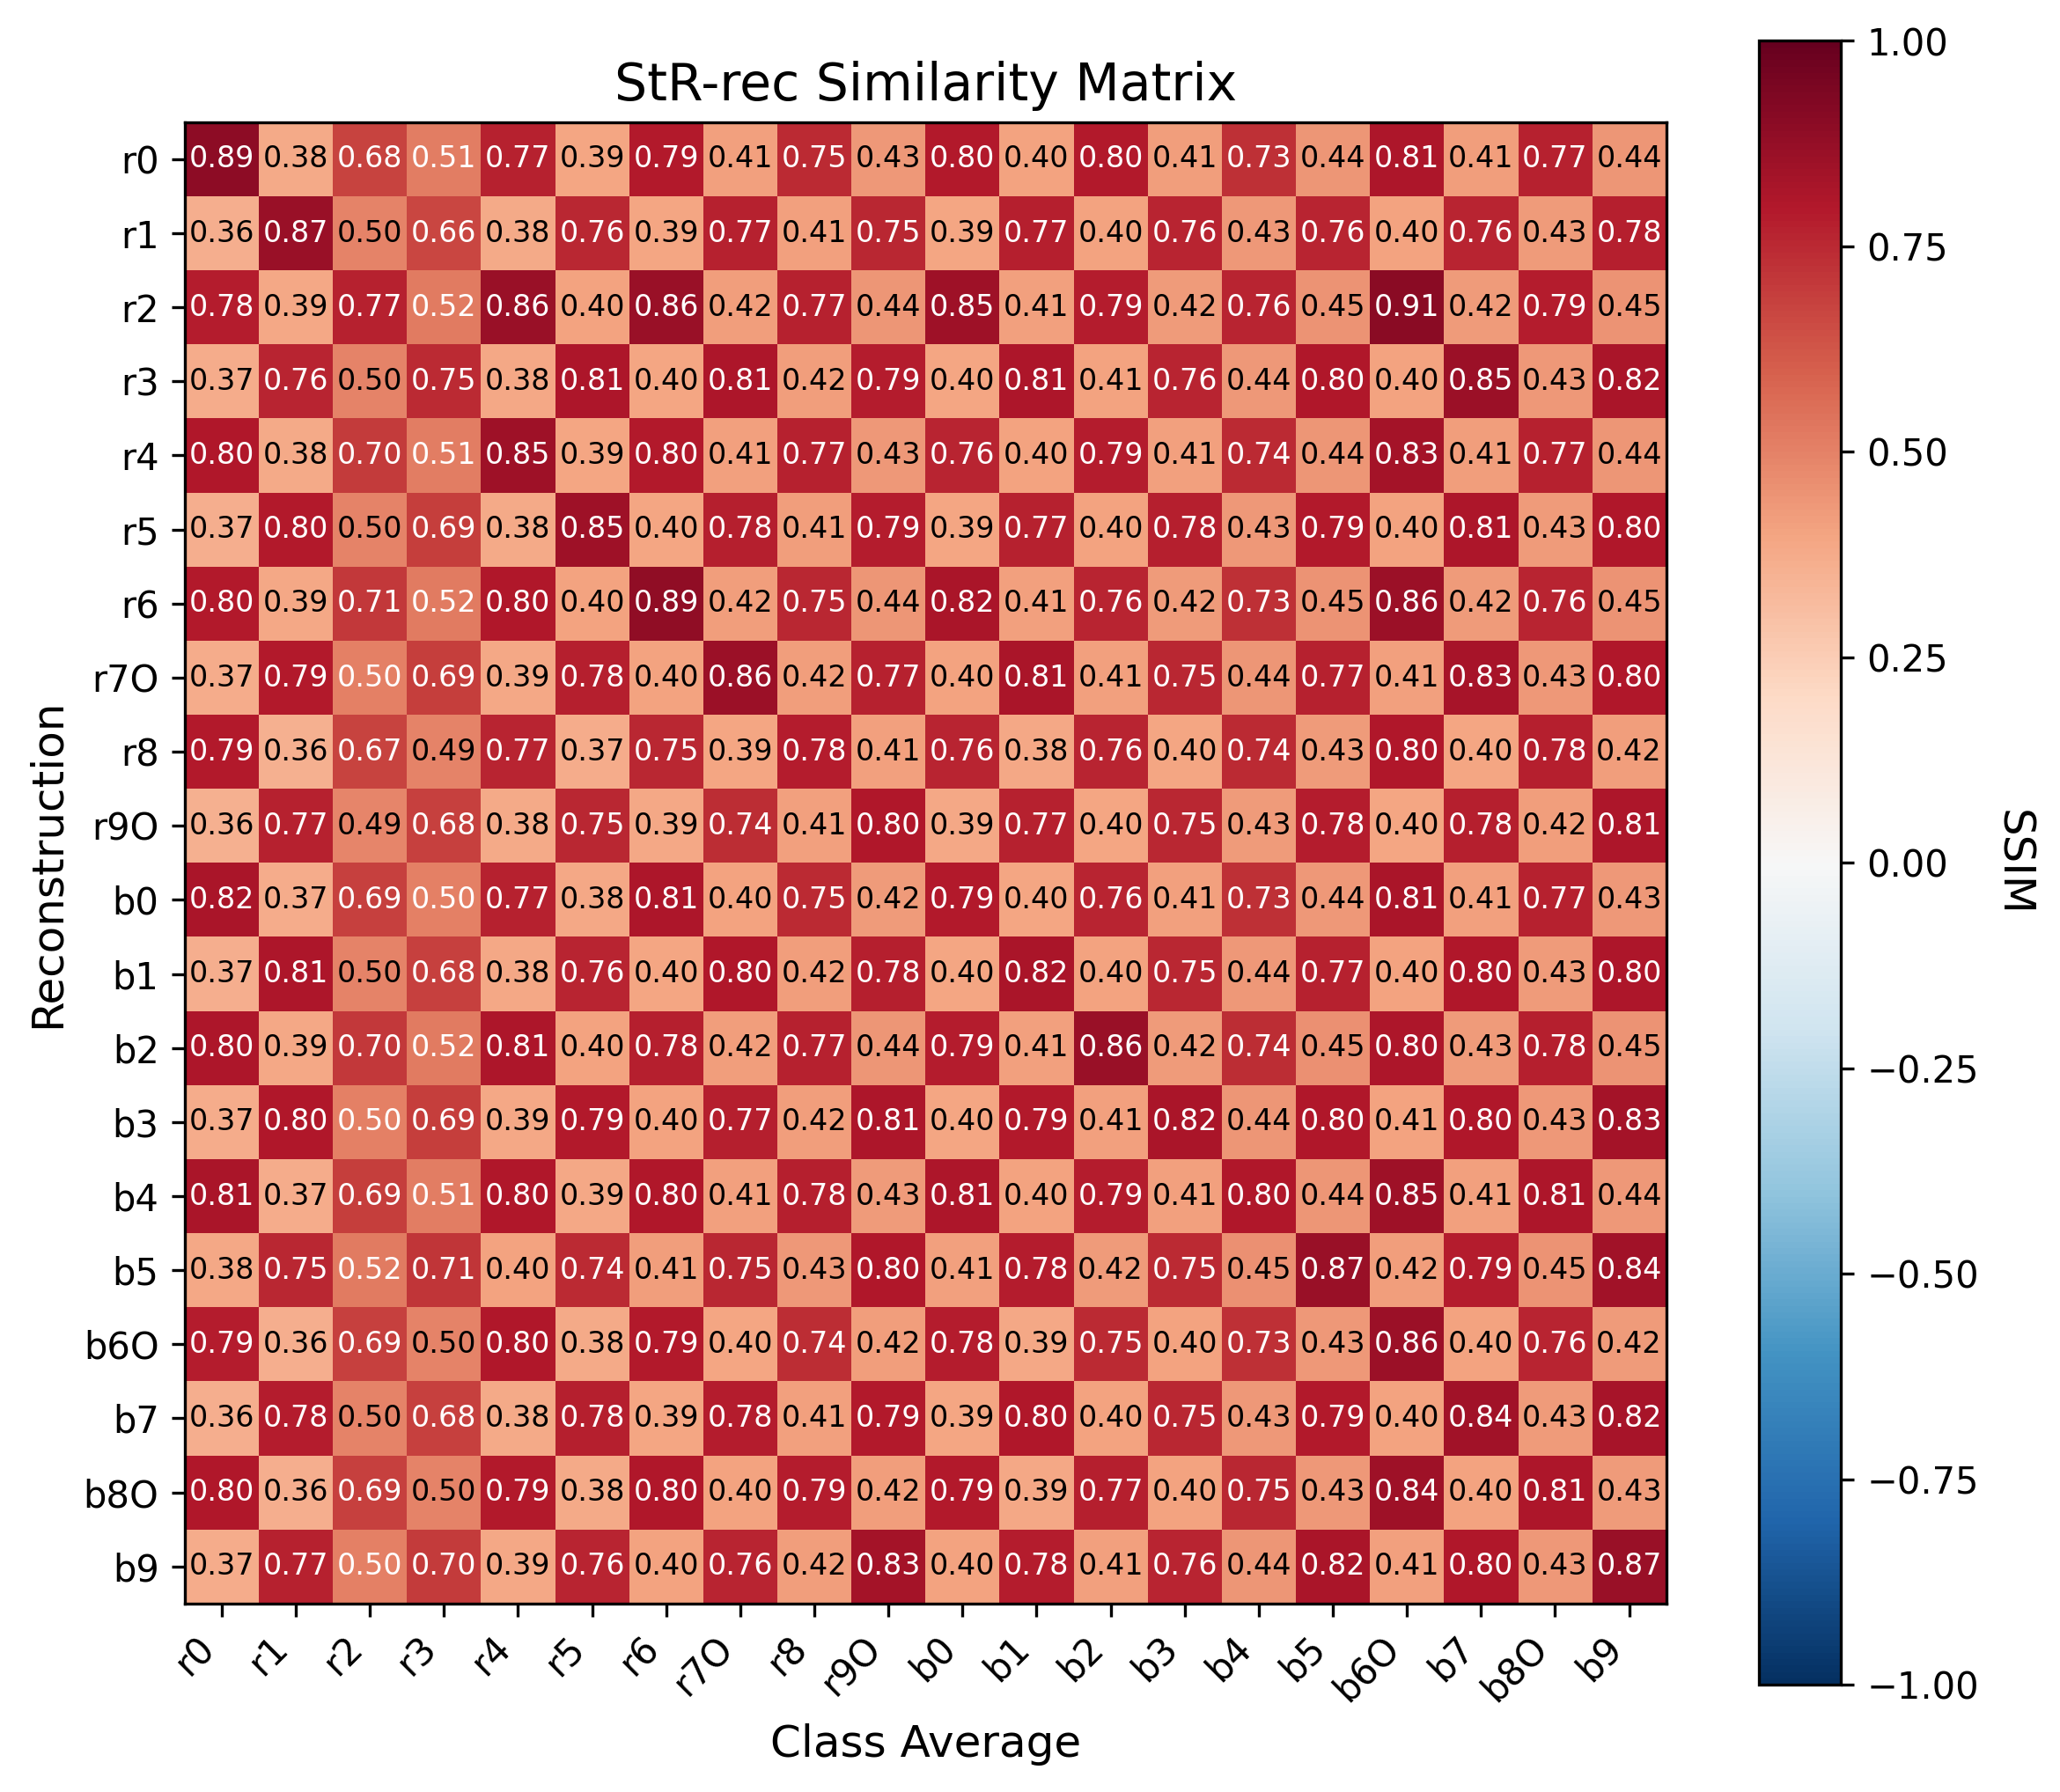 StR-rec Similarity Matrix
r0 0.89 0.38 0.68 0.51 0.77 0.39 0.79 0.41 0.75 0.43 0.80 0.40 0.80 0.41 0.73 0.44 0.81 0.41 0.77 0.44
r1 0.36 0.87 0.50 0.66 0.38 0.76 0.39 0.77 0.41 0.75 0.39 0.77 0.40 0.76 0.43 0.76 0.40 0.76 0.43 0.78
r2 0.78 0.39 0.77 0.52 0.86 0.40 0.86 0.42 0.77 0.44 0.85 0.41 0.79 0.42 0.76 0.45 0.91 0.42 0.79 0.45
r3 0.37 0.76 0.50 0.75 0.38 0.81 0.40 0.81 0.42 0.79 0.40 0.81 0.41 0.76 0.44 0.80 0.40 0.85 0.43 0.82
r4 0.80 0.38 0.70 0.51 0.85 0.39 0.80 0.41 0.77 0.43 0.76 0.40 0.79 0.41 0.74 0.44 0.83 0.41 0.77 0.44
r5 0.37 0.80 0.50 0.69 0.38 0.85 0.40 0.78 0.41 0.79 0.39 0.77 0.40 0.78 0.43 0.79 0.40 0.81 0.43 0.80
r6 0.80 0.39 0.71 0.52 0.80 0.40 0.89 0.42 0.75 0.44 0.82 0.41 0.76 0.42 0.73 0.45 0.86 0.42 0.76 0.45
r7O 0.37 0.79 0.50 0.69 0.39 0.78 0.40 0.86 0.42 0.77 0.40 0.81 0.41 0.75 0.44 0.77 0.41 0.83 0.43 0.80
r8 0.79 0.36 0.67 0.49 0.77 0.37 0.75 0.39 0.78 0.41 0.76 0.38 0.76 0.40 0.74 0.43 0.80 0.40 0.78 0.42
r9O 0.36 0.77 0.49 0.68 0.38 0.75 0.39 0.74 0.41 0.80 0.39 0.77 0.40 0.75 0.43 0.78 0.40 0.78 0.42 0.81
b0 0.82 0.37 0.69 0.50 0.77 0.38 0.81 0.40 0.75 0.42 0.79 0.40 0.76 0.41 0.73 0.44 0.81 0.41 0.77 0.43
b1 0.37 0.81 0.50 0.68 0.38 0.76 0.40 0.80 0.42 0.78 0.40 0.82 0.40 0.75 0.44 0.77 0.40 0.80 0.43 0.80
b2 0.80 0.39 0.70 0.52 0.81 0.40 0.78 0.42 0.77 0.44 0.79 0.41 0.86 0.42 0.74 0.45 0.80 0.43 0.78 0.45
b3 0.37 0.80 0.50 0.69 0.39 0.79 0.40 0.77 0.42 0.81 0.40 0.79 0.41 0.82 0.44 0.80 0.41 0.80 0.43 0.83
b4 0.81 0.37 0.69 0.51 0.80 0.39 0.80 0.41 0.78 0.43 0.81 0.40 0.79 0.41 0.80 0.44 0.85 0.41 0.81 0.44
b5 0.38 0.75 0.52 0.71 0.40 0.74 0.41 0.75 0.43 0.80 0.41 0.78 0.42 0.75 0.45 0.87 0.42 0.79 0.45 0.84
b6O 0.79 0.36 0.69 0.50 0.80 0.38 0.79 0.40 0.74 0.42 0.78 0.39 0.75 0.40 0.73 0.43 0.86 0.40 0.76 0.42
b7 0.36 0.78 0.50 0.68 0.38 0.78 0.39 0.78 0.41 0.79 0.39 0.80 0.40 0.75 0.43 0.79 0.40 0.84 0.43 0.82
b8O 0.80 0.36 0.69 0.50 0.79 0.38 0.80 0.40 0.79 0.42 0.79 0.39 0.77 0.40 0.75 0.43 0.84 0.40 0.81 0.43
b9 0.37 0.77 0.50 0.70 0.39 0.76 0.40 0.76 0.42 0.83 0.40 0.78 0.41 0.76 0.44 0.82 0.41 0.80 0.43 0.87
r0 r1 r2 r3 r4 r5 r6 r7O r8 r9O b0 b1 b2 b3 b4 b5 b6O b7 b8O b9
Class Average
Reconstruction
1.00
0.75
0.50
0.25
0.00
−0.25
−0.50
−0.75
−1.00
SSIM